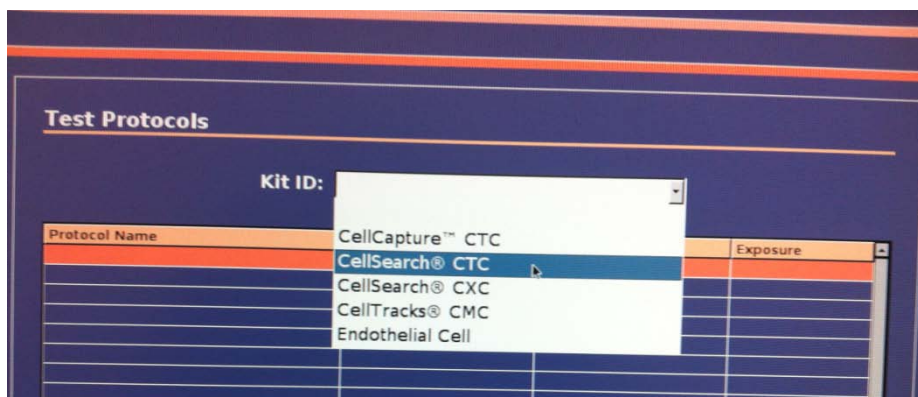 Test Protocols
Kit ID:
Protocol Name
Exposure
CellCapture™ CTC
CellSearch® CTC
CellSearch® CXC
CellTracks® CMC
Endothelial Cell